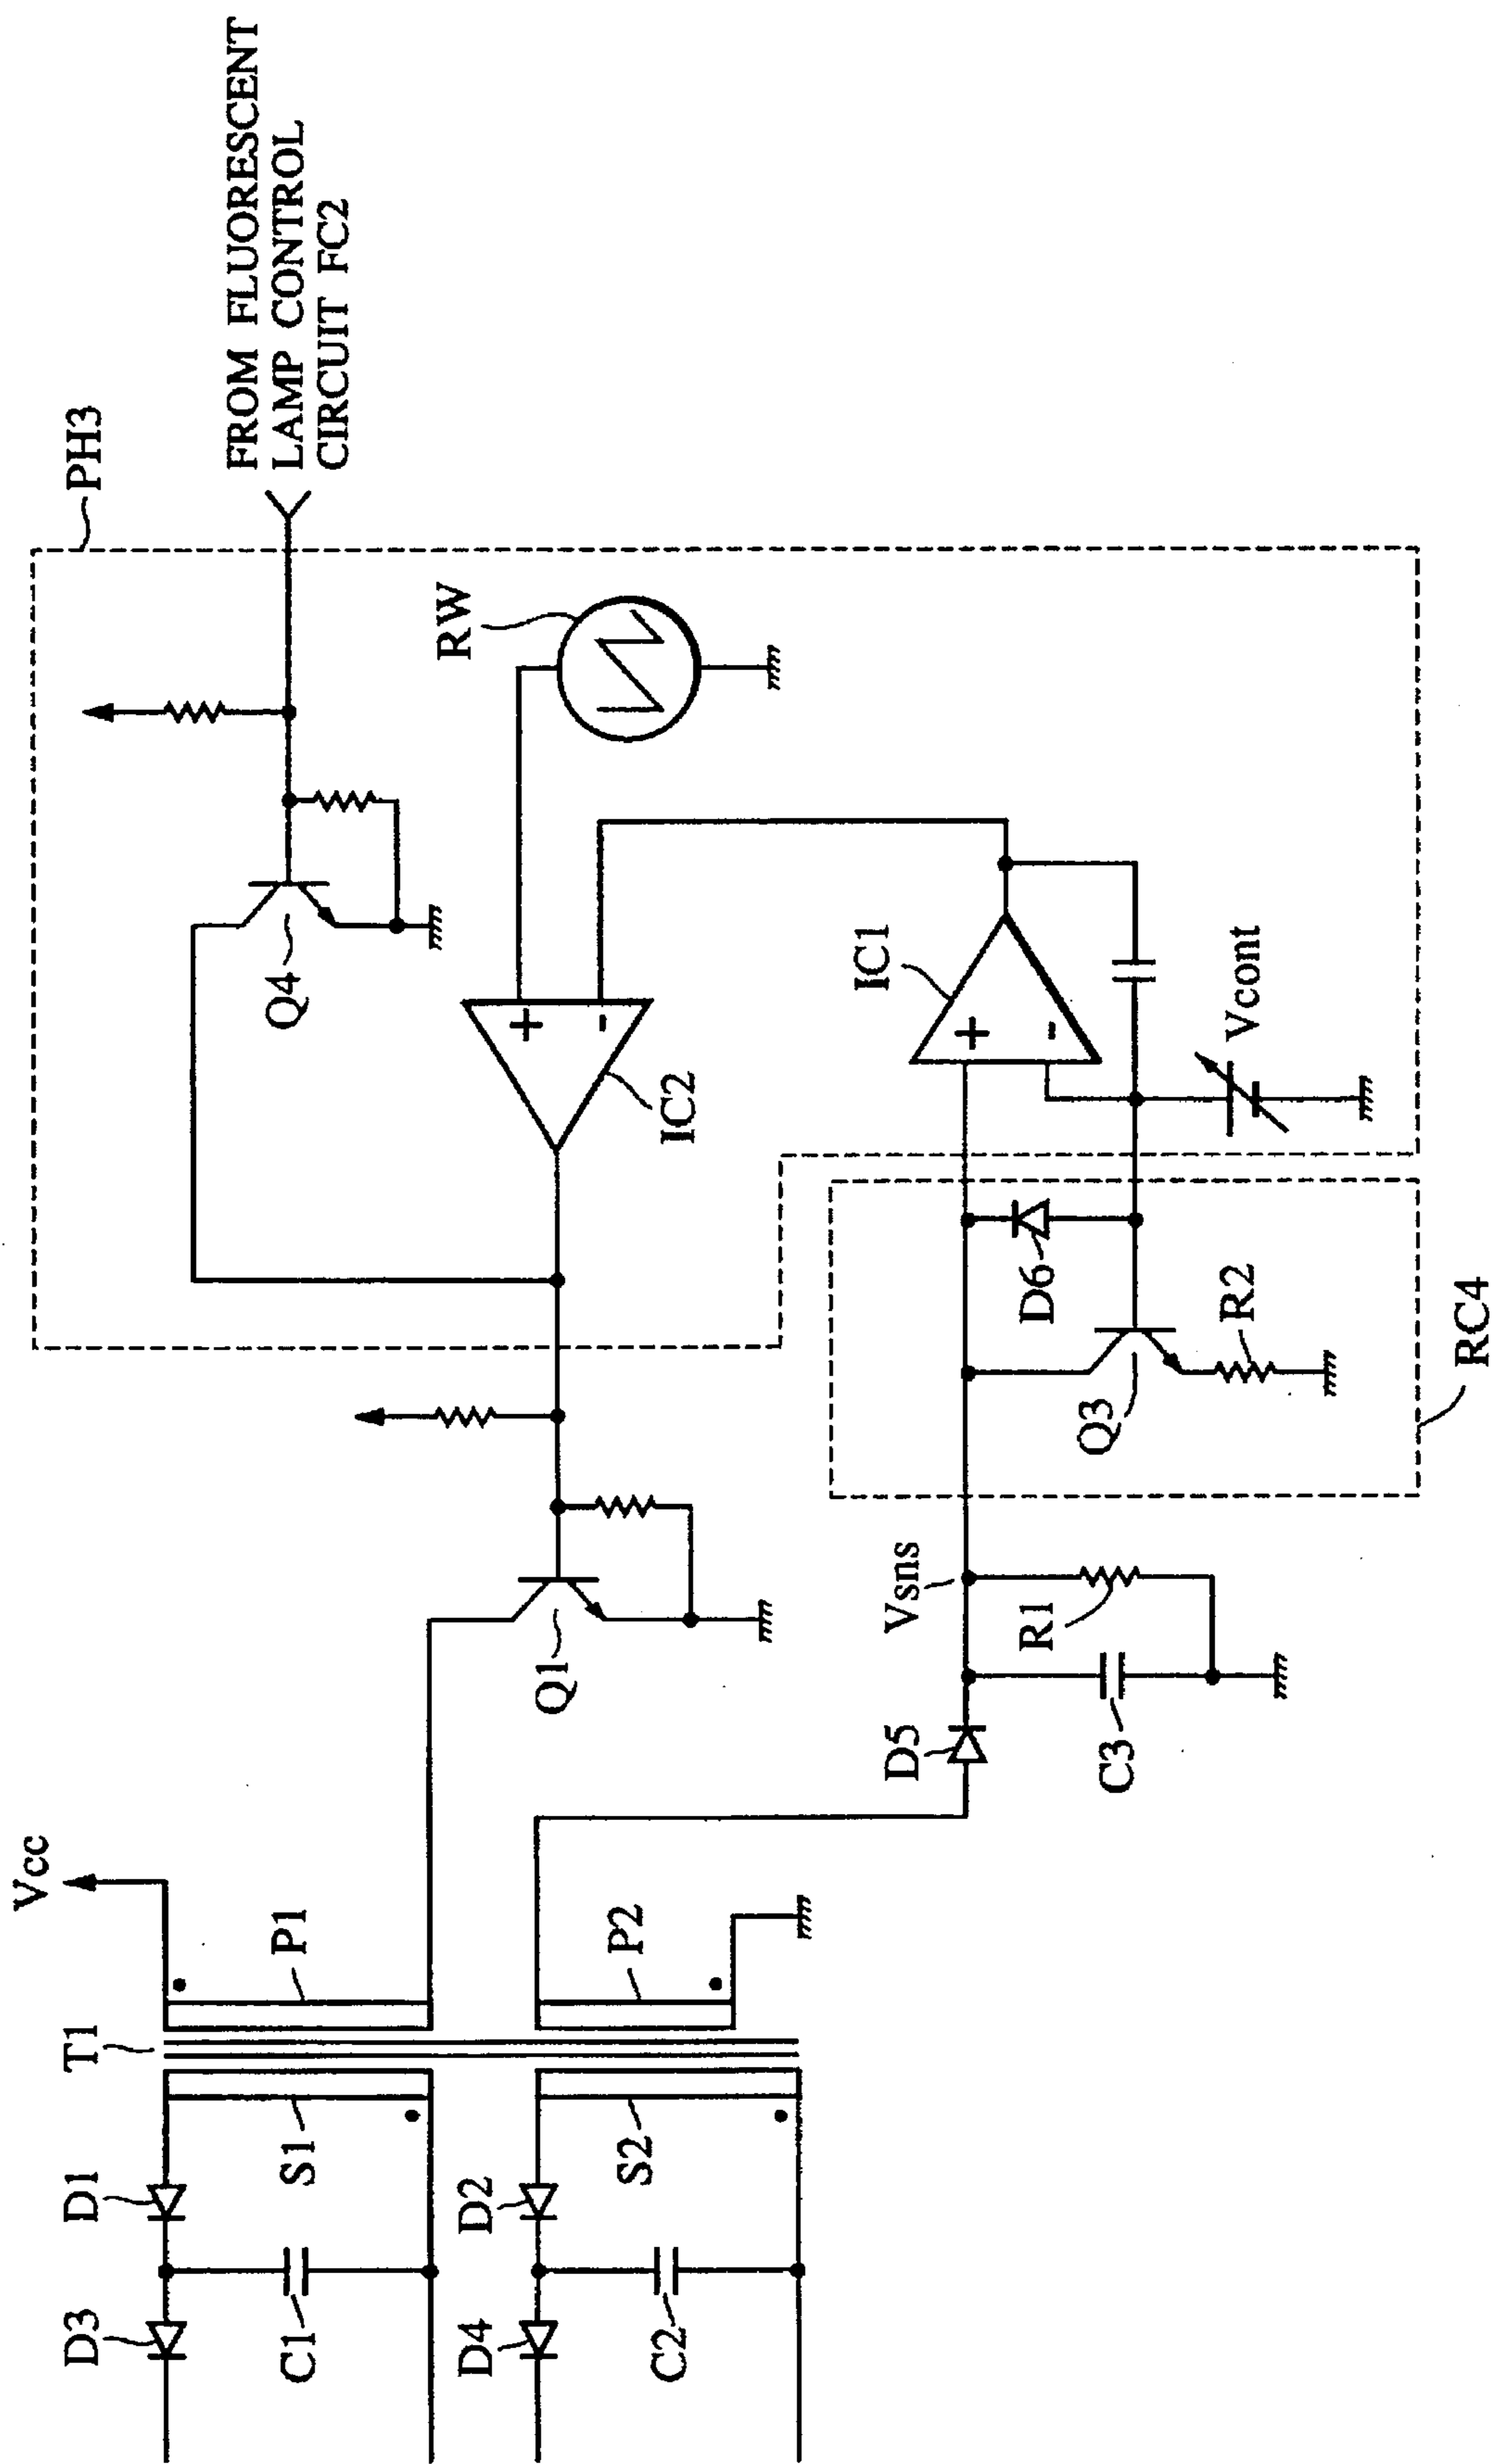 FROM FLUORESCENT
LAMP CONTROL
CIRCUIT FC2
PH3
RW
Q4
IC2
IC1
+
-
+
-
Vcont
D6
R2
Q3
RC4
Q1
Vsns
R1
D5
C3
Vcc
P1
P2
T1
S1
S2
D1
D2
D3
C1
D4
C2